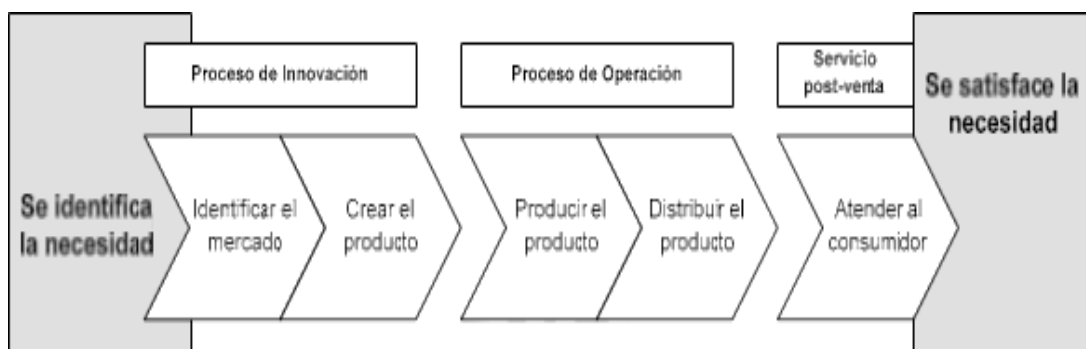 Proceso de Innovación
Proceso de Operación
Servicio
post-venta
Se satisface la
necesidad
Se identifica
la necesidad
Identificar el
mercado
Crear el
producto
Producir el
producto
Distribuir el
producto
Atender al
consumidor